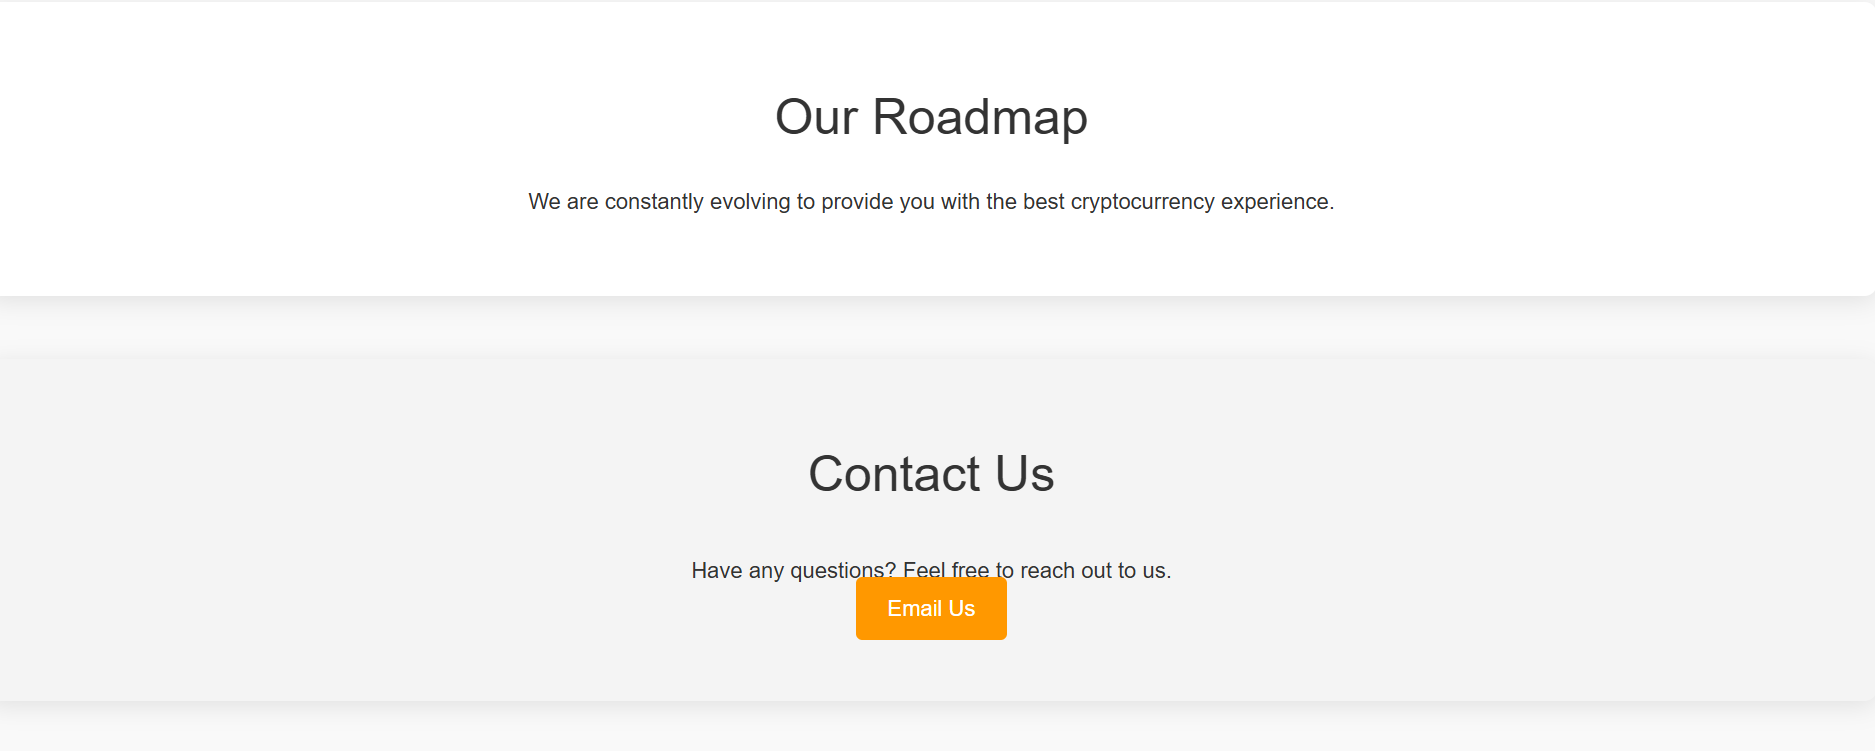 Our Roadmap
We are constantly evolving to provide you with the best cryptocurrency experience.
Contact Us
Have any questions? Feel free to reach out to us.
Email Us